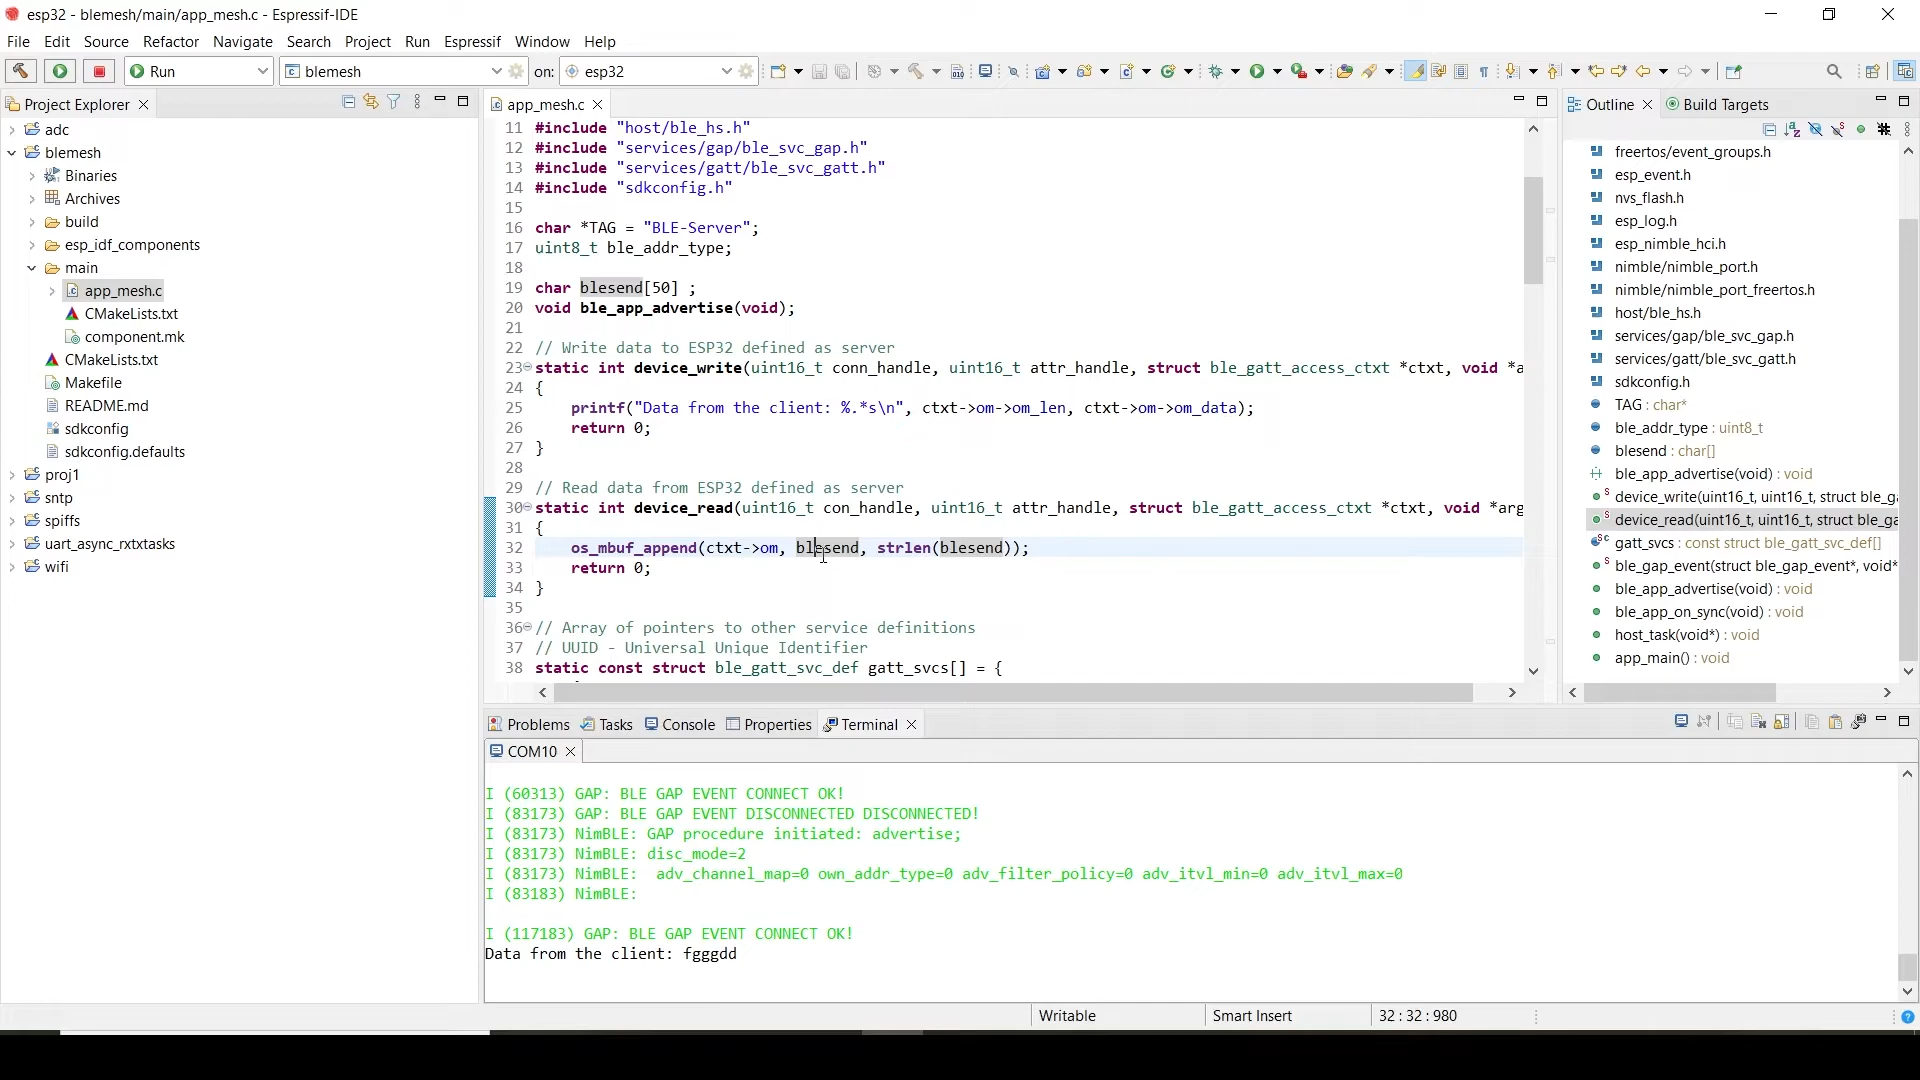 esp32 - blemesh/main/app_mesh.c - Espressif-IDE
File Edit Source Refactor Navigate Search Project Run Espressif Window Help
Run blemesh on: esp32
Project Explorer
adc
blemesh
Binaries
Archives
build
esp_idf_components
main
app_mesh.c
CMakeLists.txt
component.mk
CMakeLists.txt
Makefile
README.md
sdkconfig
sdkconfig.defaults
proj1
sntp
spiffs
uart_async_rxtxtasks
wifi
app_mesh.c
11 #include "host/ble_hs.h"
12 #include "services/gap/ble_svc_gap.h"
13 #include "services/gatt/ble_svc_gatt.h"
14 #include "sdkconfig.h"
15
16 char *TAG = "BLE-Server";
17 uint8_t ble_addr_type;
18
19 char blesend[50] ;
20 void ble_app_advertise(void);
21
22 // Write data to ESP32 defined as server
23 static int device_write(uint16_t conn_handle, uint16_t attr_handle, struct ble_gatt_access_ctxt *ctxt, void *a
24 {
25 printf("Data from the client: %.*s\n", ctxt->om->om_len, ctxt->om->om_data);
26 return 0;
27 }
28
29 // Read data from ESP32 defined as server
30 static int device_read(uint16_t con_handle, uint16_t attr_handle, struct ble_gatt_access_ctxt *ctxt, void *arg
31 {
32 os_mbuf_append(ctxt->om, blesend, strlen(blesend));
33 return 0;
34 }
35
36 // Array of pointers to other service definitions
37 // UUID - Universal Unique Identifier
38 static const struct ble_gatt_svc_def gatt_svcs[] = {
Outline Build Targets
freertos/event_groups.h
esp_event.h
nvs_flash.h
esp_log.h
esp_nimble_hci.h
nimble/nimble_port.h
nimble/nimble_port_freertos.h
host/ble_hs.h
services/gap/ble_svc_gap.h
services/gatt/ble_svc_gatt.h
sdkconfig.h
TAG : char*
ble_addr_type : uint8_t
blesend : char[]
ble_app_advertise(void) : void
device_write(uint16_t, uint16_t, struct ble_ga
device_read(uint16_t, uint16_t, struct ble_ga
gatt_svcs : const struct ble_gatt_svc_def[]
ble_gap_event(struct ble_gap_event*, void*
ble_app_advertise(void) : void
ble_app_on_sync(void) : void
host_task(void*) : void
app_main() : void
Problems Tasks Console Properties Terminal
COM10
I (60313) GAP: BLE GAP EVENT CONNECT OK!
I (83173) GAP: BLE GAP EVENT DISCONNECTED DISCONNECTED!
I (83173) NimBLE: GAP procedure initiated: advertise;
I (83173) NimBLE: disc_mode=2
I (83173) NimBLE: adv_channel_map=0 own_addr_type=0 adv_filter_policy=0 adv_itvl_min=0 adv_itvl_max=0
I (83183) NimBLE:
I (117183) GAP: BLE GAP EVENT CONNECT OK!
Data from the client: fgggdd
Writable Smart Insert 32 : 32 : 980